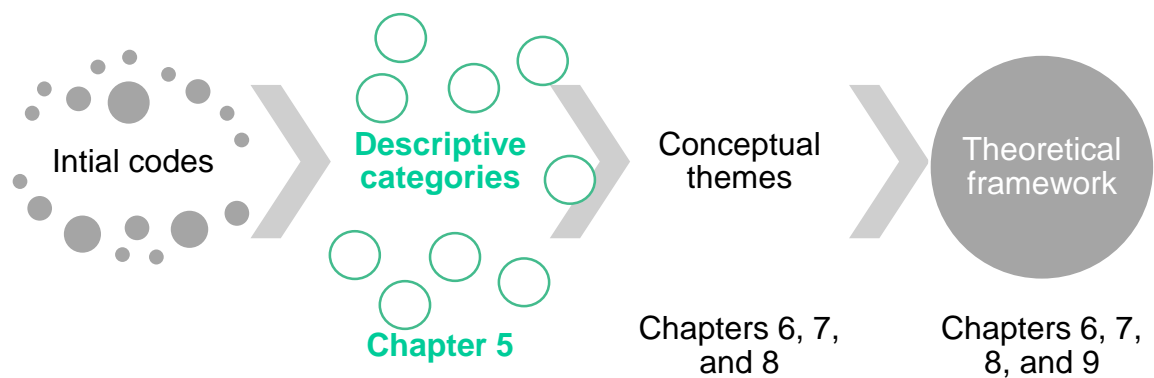 Intial codes
Descriptive
categories
Conceptual
themes
Theoretical
framework
Chapter 5
Chapters 6, 7,
and 8
Chapters 6, 7,
8, and 9